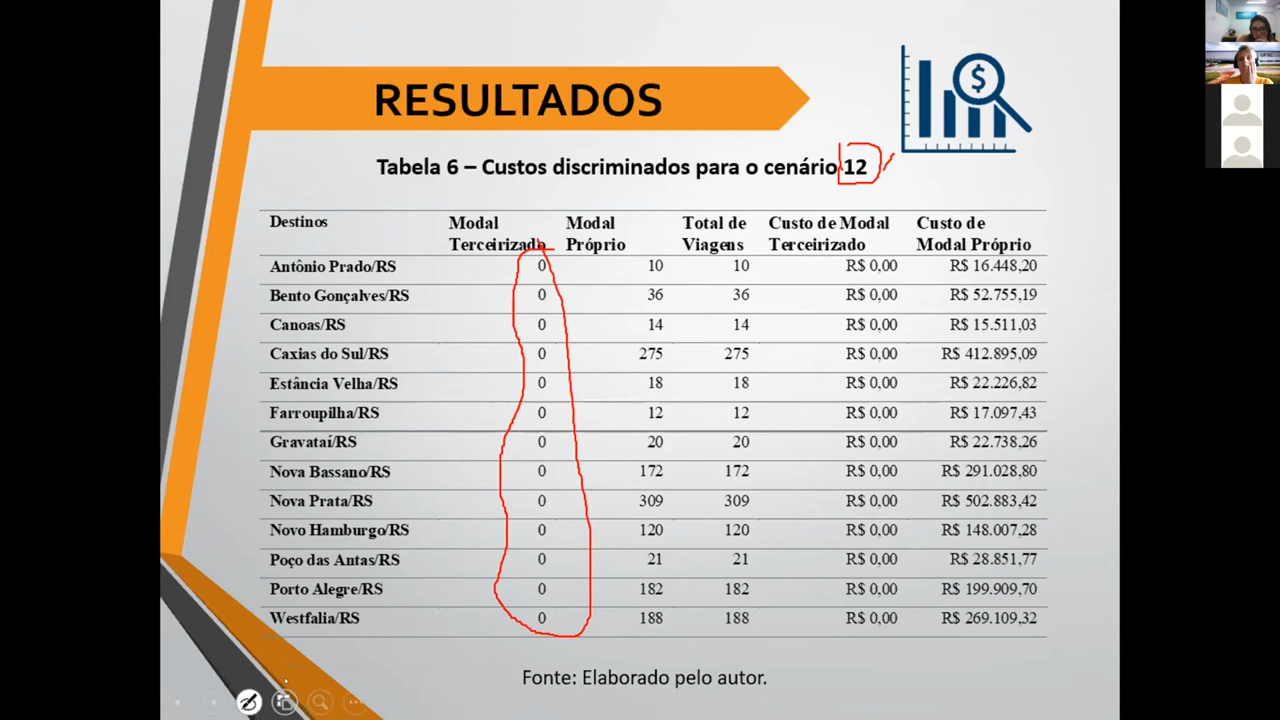 RESULTADOS
Tabela 6 – Custos discriminados para o cenário 12
Destinos Modal Terceirizado Modal Próprio Total de Viagens Custo de Modal Terceirizado Custo de Modal Próprio
Antônio Prado/RS 0 10 10 R$ 0,00 R$ 16.448,20
Bento Gonçalves/RS 0 36 36 R$ 0,00 R$ 52.755,19
Canoas/RS 0 14 14 R$ 0,00 R$ 15.511,03
Caxias do Sul/RS 0 275 275 R$ 0,00 R$ 412.895,09
Estância Velha/RS 0 18 18 R$ 0,00 R$ 22.226,82
Farroupilha/RS 0 12 12 R$ 0,00 R$ 17.097,43
Gravataí/RS 0 20 20 R$ 0,00 R$ 22.738,26
Nova Bassano/RS 0 172 172 R$ 0,00 R$ 291.028,80
Nova Prata/RS 0 309 309 R$ 0,00 R$ 502.883,42
Novo Hamburgo/RS 0 120 120 R$ 0,00 R$ 148.007,28
Poço das Antas/RS 0 21 21 R$ 0,00 R$ 28.851,77
Porto Alegre/RS 0 182 182 R$ 0,00 R$ 199.909,70
Westfalia/RS 0 188 188 R$ 0,00 R$ 269.109,32
Fonte: Elaborado pelo autor.